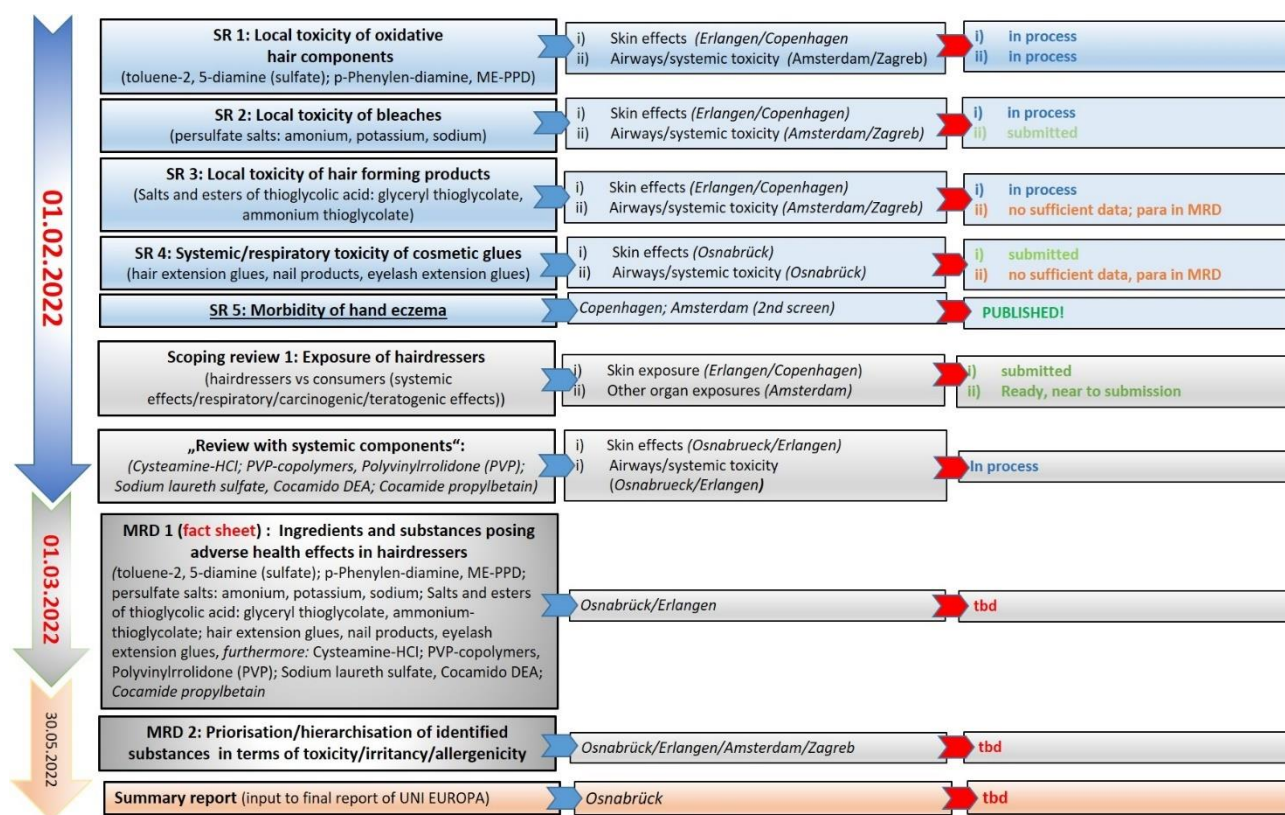 01.02.2022
SR 1: Local toxicity of oxidative
hair components
(toluene-2, 5-diamine (sulfate); p-Phenylen-diamine, ME-PPD)
i) Skin effects (Erlangen/Copenhagen
ii) Airways/systemic toxicity (Amsterdam/Zagreb)
i) in process
ii) in process
SR 2: Local toxicity of bleaches
(persulfate salts: amonium, potassium, sodium)
i) Skin effects (Erlangen/Copenhagen)
ii) Airways/systemic toxicity (Amsterdam/Zagreb)
i) in process
ii) submitted
SR 3: Local toxicity of hair forming products
(Salts and esters of thioglycolic acid: glyceryl thioglycolate,
ammonium thioglycolate)
i) Skin effects (Erlangen/Copenhagen)
ii) Airways/systemic toxicity (Amsterdam/Zagreb)
i) in process
ii) no sufficient data; para in MRD
SR 4: Systemic/respiratory toxicity of cosmetic glues
(hair extension glues, nail products, eyelash extension glues)
i) Skin effects (Osnabrück)
ii) Airways/systemic toxicity (Osnabrück)
i) submitted
ii) no sufficient data, para in MRD
SR 5: Morbidity of hand eczema
Copenhagen; Amsterdam (2nd screen)
PUBLISHED!
Scoping review 1: Exposure of hairdressers
(hairdressers vs consumers (systemic
effects/respiratory/carcinogenic/teratogenic effects))
i) Skin exposure (Erlangen/Copenhagen)
ii) Other organ exposures (Amsterdam)
i) submitted
ii) Ready, near to submission
„Review with systemic components“:
(Cysteamine-HCI; PVP-copolymers, Polyvinylrrolidone (PVP);
Sodium laureth sulfate, Cocamido DEA; Cocamide propylbetain)
i) Skin effects (Osnabrueck/Erlangen)
i) Airways/systemic toxicity
(Osnabrueck/Erlangen)
In process
01.03.2022
MRD 1 (fact sheet) : Ingredients and substances posing
adverse health effects in hairdressers
(toluene-2, 5-diamine (sulfate); p-Phenylen-diamine, ME-PPD;
persulfate salts: amonium, potassium, sodium; Salts and esters
of thioglycolic acid: glyceryl thioglycolate, ammonium-
thioglycolate; hair extension glues, nail products, eyelash
extension glues, furthermore: Cysteamine-HCI; PVP-copolymers,
Polyvinylrrolidone (PVP); Sodium laureth sulfate, Cocamido DEA;
Cocamide propylbetain
Osnabrück/Erlangen
tbd
30.05.2022
MRD 2: Priorisation/hierarchisation of identified
substances in terms of toxicity/irritancy/allergenicity
Osnabrück/Erlangen/Amsterdam/Zagreb
tbd
Summary report (input to final report of UNI EUROPA)
Osnabrück
tbd